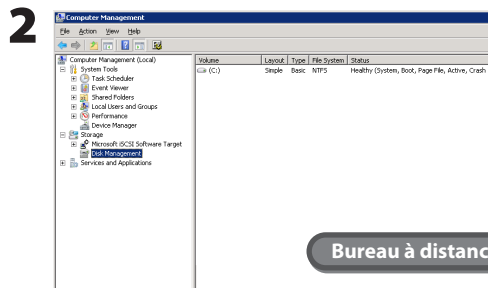 2
Computer Management
File Action View Help
Computer Management (Local)
System Tools
Task Scheduler
Event Viewer
Shared Folders
Local Users and Groups
Performance
Device Manager
Storage
Microsoft iSCSI Software Target
Disk Management
Services and Applications
Volume Layout Type File System Status
(C:) Simple Basic NTFS Healthy (System, Boot, Page File, Active, Crash
Bureau à distanc